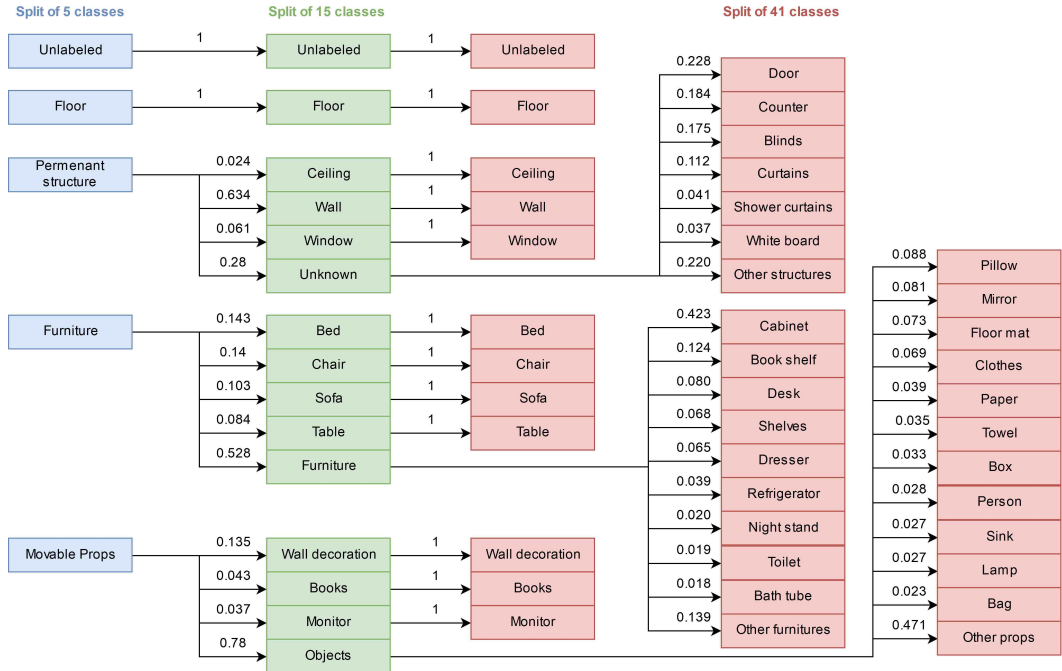 Split of 5 classes
Split of 15 classes
Split of 41 classes
Unlabeled
1
Unlabeled
1
Unlabeled
Floor
1
Floor
1
Floor
Permenant
structure
0.024
Ceiling
1
Ceiling
0.634
Wall
1
Wall
0.061
Window
1
Window
0.28
Unknown
0.228
Door
0.184
Counter
0.175
Blinds
0.112
Curtains
0.041
Shower curtains
0.037
White board
0.220
Other structures
Furniture
0.143
Bed
1
Bed
0.14
Chair
1
Chair
0.103
Sofa
1
Sofa
0.084
Table
1
Table
0.528
Furniture
0.423
Cabinet
0.124
Book shelf
0.080
Desk
0.068
Shelves
0.065
Dresser
0.039
Refrigerator
0.020
Night stand
0.019
Toilet
0.018
Bath tube
0.139
Other furnitures
Movable Props
0.135
Wall decoration
1
Wall decoration
0.043
Books
1
Books
0.037
Monitor
1
Monitor
0.78
Objects
0.088
Pillow
0.081
Mirror
0.073
Floor mat
0.069
Clothes
0.039
Paper
0.035
Towel
0.033
Box
0.028
Person
0.027
Sink
0.027
Lamp
0.023
Bag
0.471
Other props